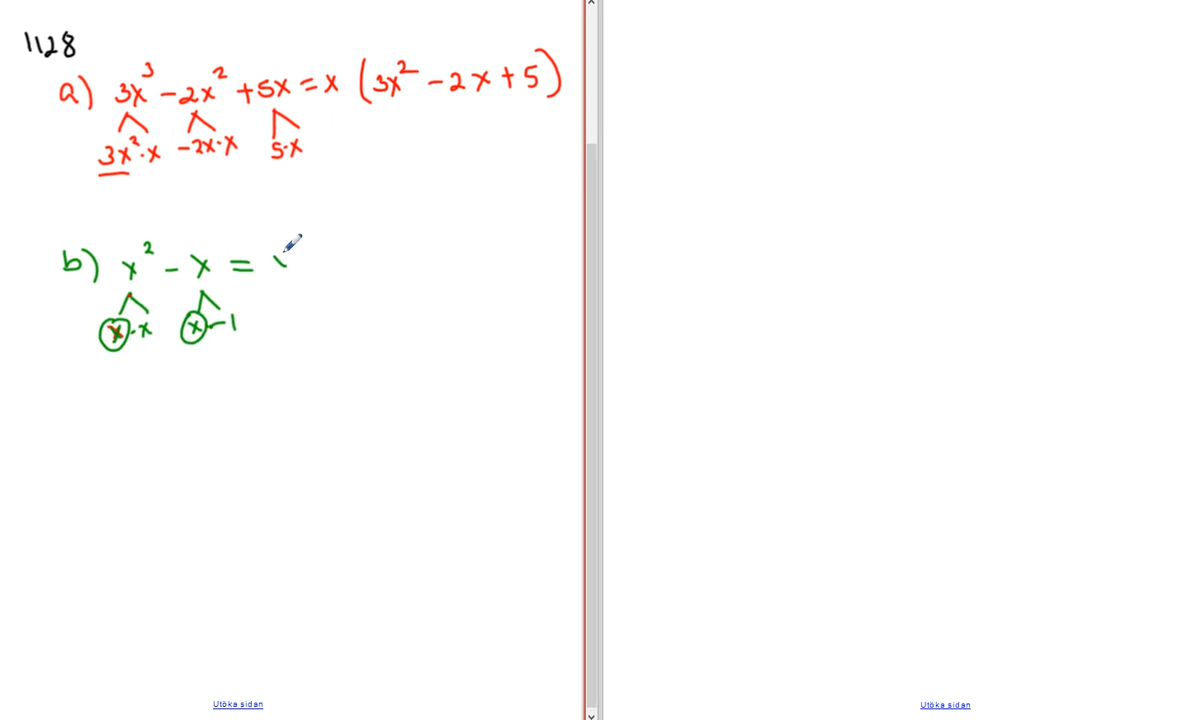 1128
a) 3x³ - 2x² + 5x = x (3x² - 2x + 5)
3x²·x -2x·x 5·x
b) x² - x =
x·x x·-1
Utöka sidan
Utöka sidan